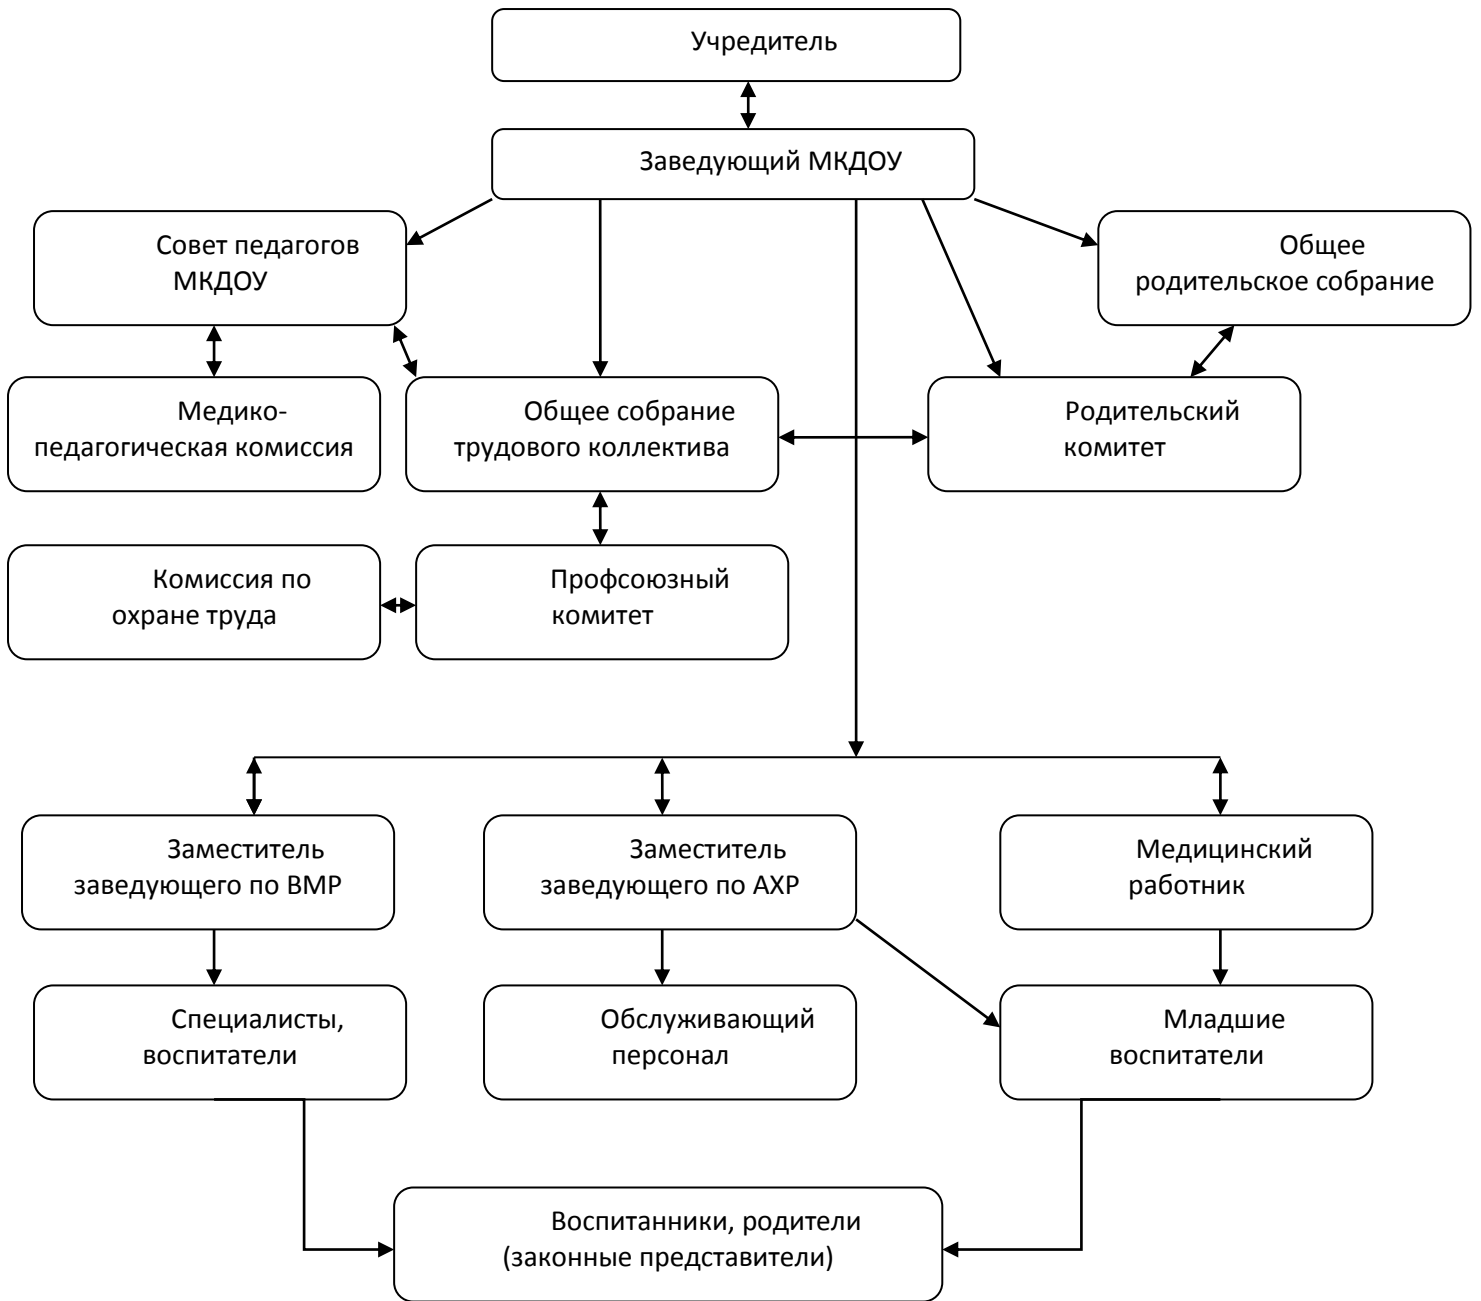 Учредитель
Заведующий МКДОУ
Совет педагогов
МКДОУ
Общее
родительское собрание
Медико-
педагогическая комиссия
Общее собрание
трудового коллектива
Родительский
комитет
Комиссия по
охране труда
Профсоюзный
комитет
Заместитель
заведующего по ВМР
Заместитель
заведующего по АХР
Медицинский
работник
Специалисты,
воспитатели
Обслуживающий
персонал
Младшие
воспитатели
Воспитанники, родители
(законные представители)